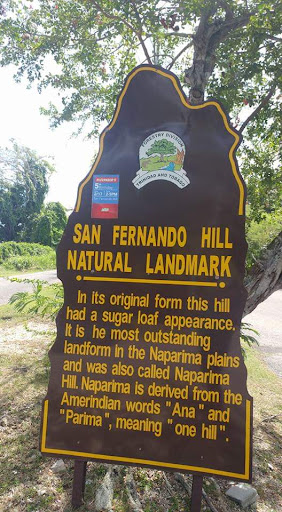 FORESTRY DIVISION
TRINIDAD AND TOBAGO
SAN FERNANDO HILL
NATURAL LANDMARK
In its original form this hill
had a sugar loaf appearance.
It is he most outstanding
landform in the Naparima plains
and was also called Naparima
Hill. Naparima is derived from the
Amerindian words "Ana" and
"Parima", meaning "one hill".